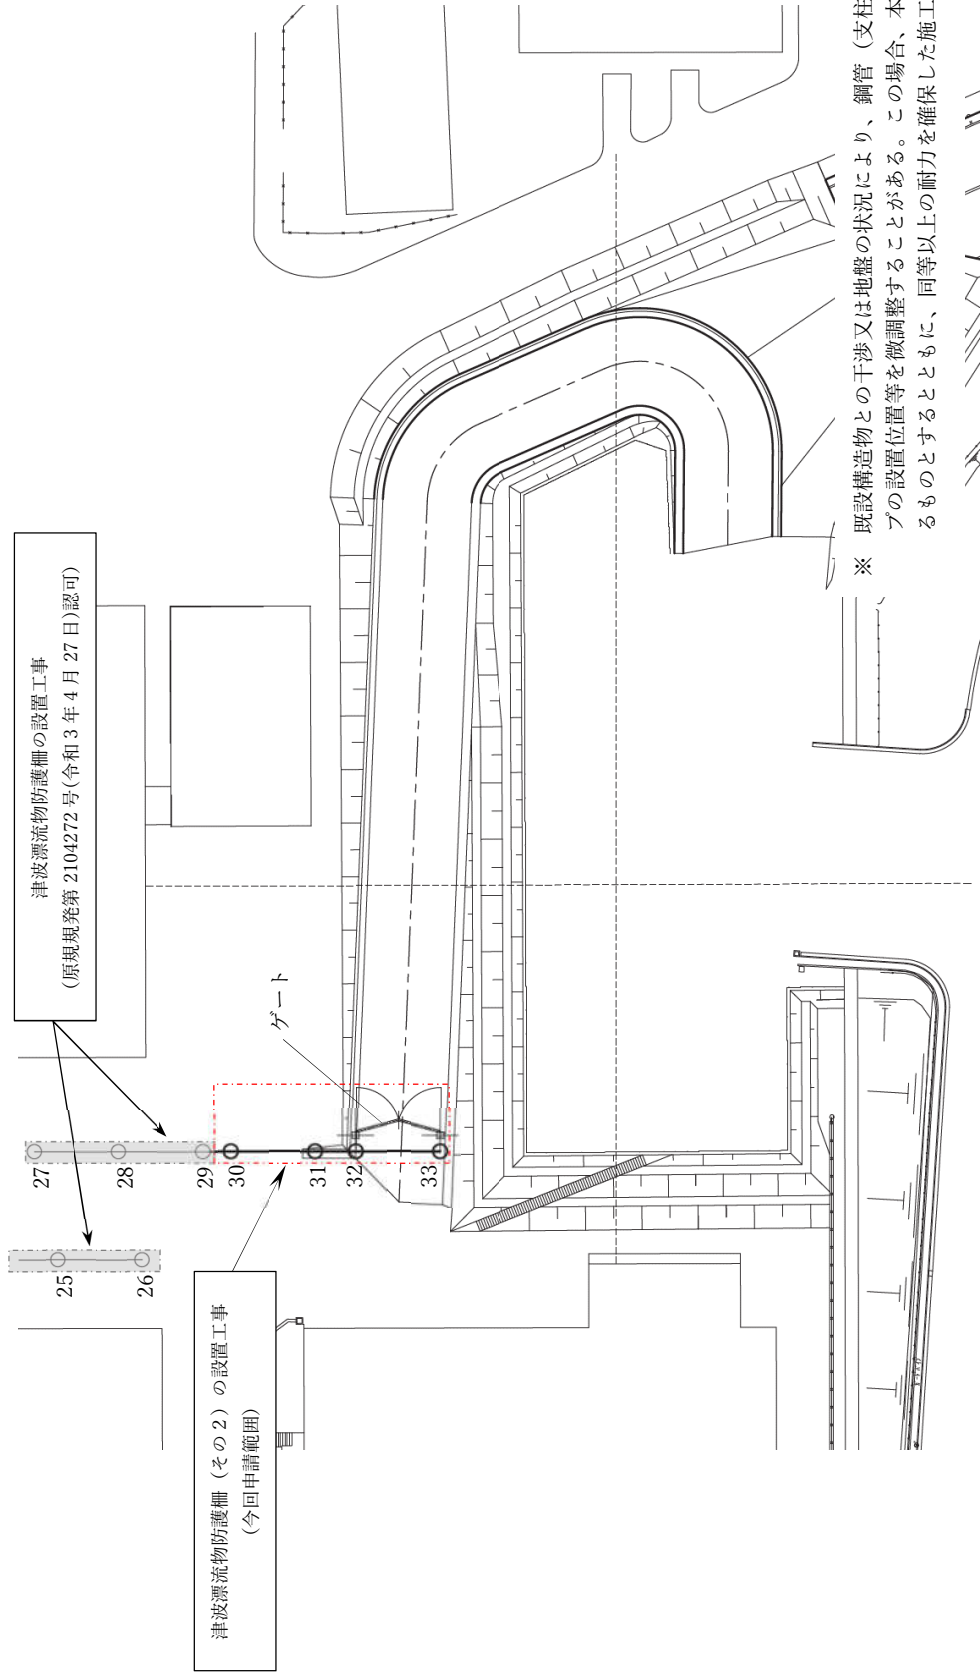 津波漂流物防護柵の設置工事
(原規規発第 2104272 号(令和 3 年 4 月 27 日)認可)
ゲート
27
28
29
30
31
32
33
25
26
津波漂流物防護柵（その２）の設置工事
(今回申請範囲)
※ 既設構造物との干渉又は地盤の状況により、鋼管（支柱
プの設置位置等を微調整することがある。この場合、本
るものとするとともに、同等以上の耐力を確保した施工